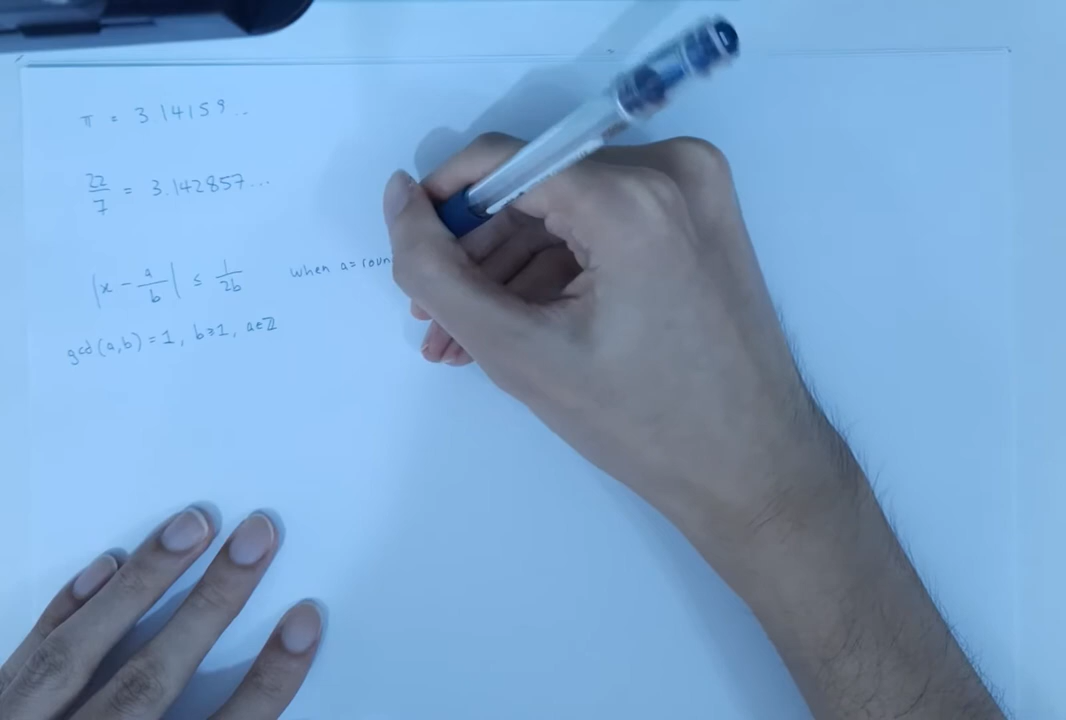 π = 3.14159..
22/7 = 3.142857...
|x - a/b| ≤ 1/2b when a = roun
gcd(a,b) = 1, b≥1, a∈ℤ